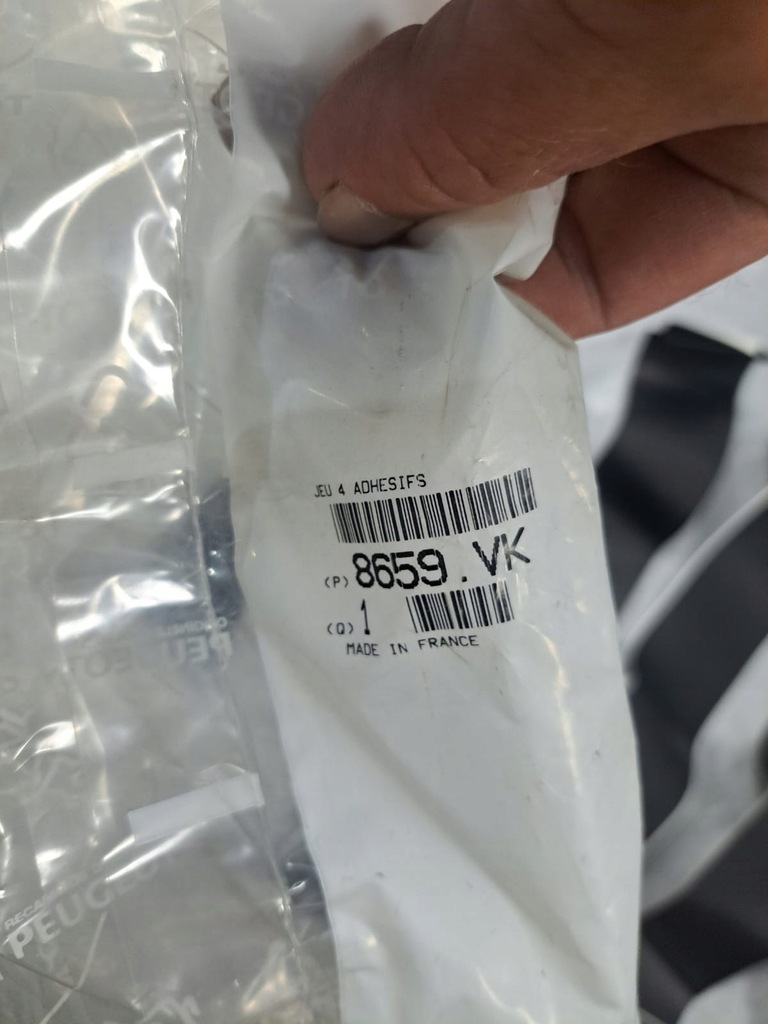 JEU 4 ADHESIFS
(P) 8659.VK
(Q) 1
MADE IN FRANCE
PEUGEOT